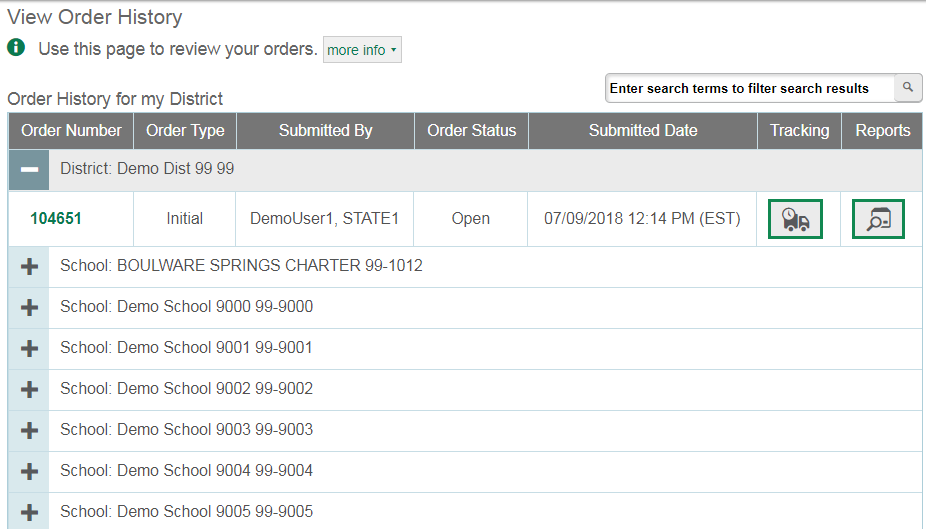 View Order History
Use this page to review your orders. more info
Enter search terms to filter search results
Order History for my District
Order Number Order Type Submitted By Order Status Submitted Date Tracking Reports
District: Demo Dist 99 99
104651 Initial DemoUser1, STATE1 Open 07/09/2018 12:14 PM (EST)
School: BOULWARE SPRINGS CHARTER 99-1012
School: Demo School 9000 99-9000
School: Demo School 9001 99-9001
School: Demo School 9002 99-9002
School: Demo School 9003 99-9003
School: Demo School 9004 99-9004
School: Demo School 9005 99-9005